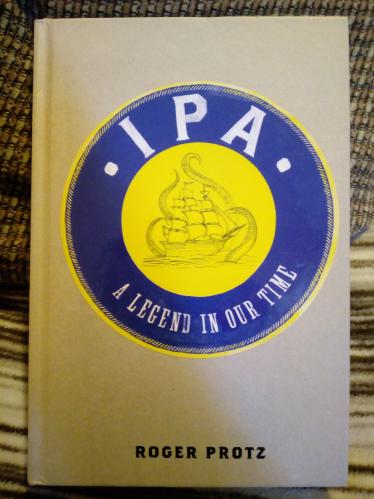 · IPA ·
A LEGEND IN OUR TIME
ROGER PROTZ